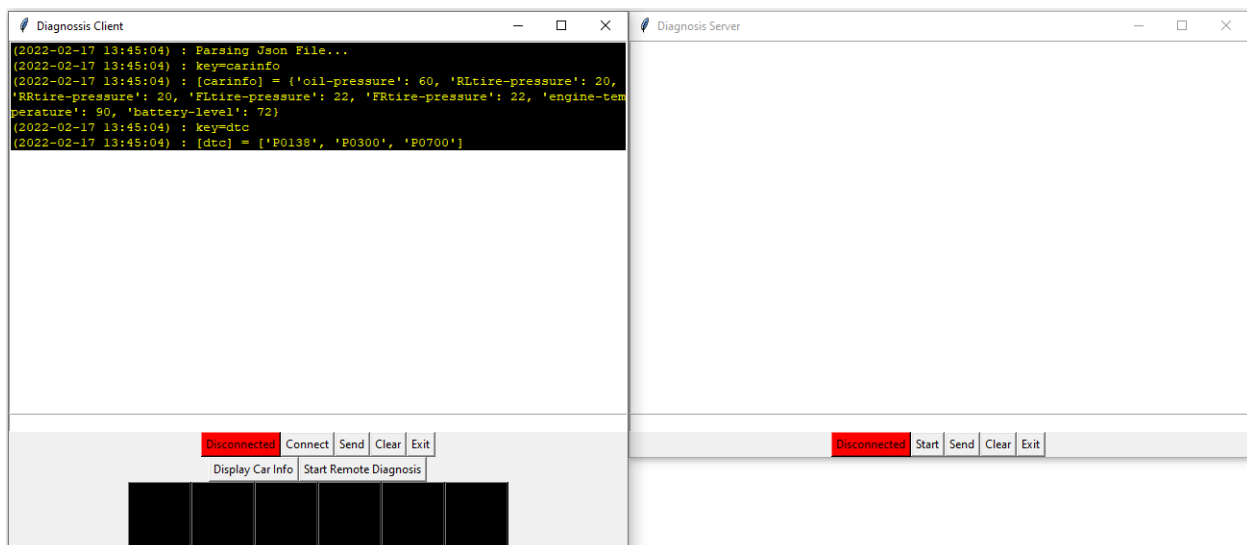 Diagnossis Client
(2022-02-17 13:45:04) : Parsing Json File...
(2022-02-17 13:45:04) : key=carinfo
(2022-02-17 13:45:04) : [carinfo] = {'oil-pressure': 60, 'RLtire-pressure': 20,
'RRtire-pressure': 20, 'FLtire-pressure': 22, 'FRtire-pressure': 22, 'engine-tem
perature': 90, 'battery-level': 72}
(2022-02-17 13:45:04) : key=dtc
(2022-02-17 13:45:04) : [dtc] = ['P0138', 'P0300', 'P0700']
Disconnected Connect Send Clear Exit
Display Car Info Start Remote Diagnosis
Diagnosis Server
Disconnected Start Send Clear Exit